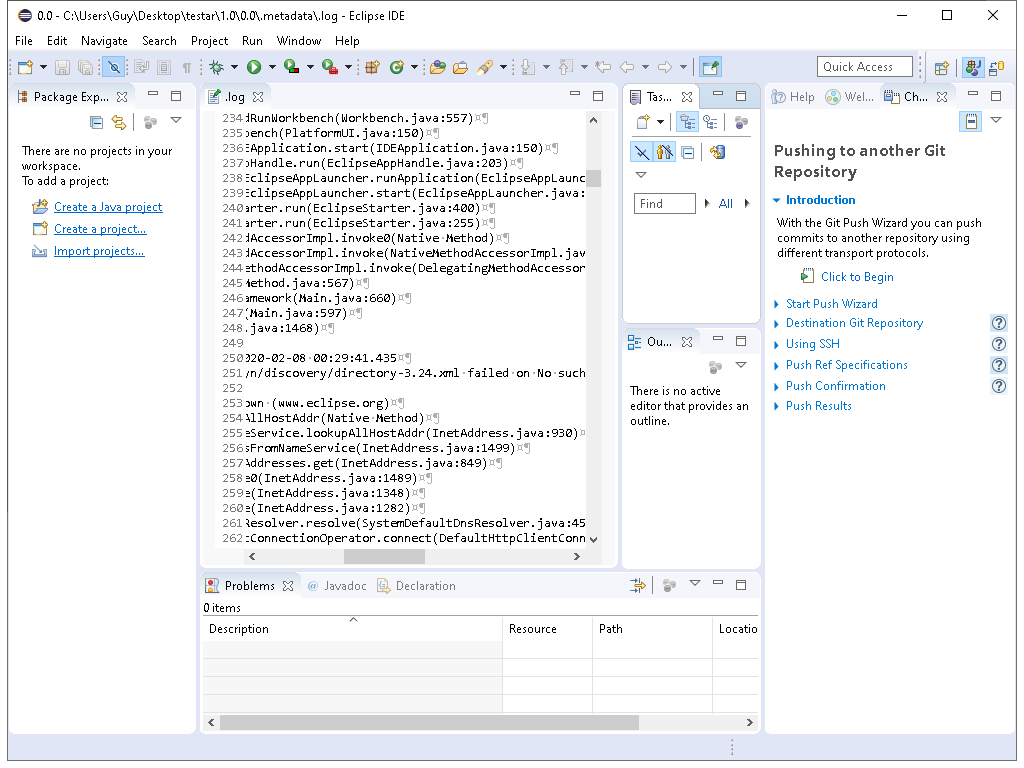 0.0 - C:\Users\Guy\Desktop\testar\1.0\0.0\.metadata\.log - Eclipse IDE
File Edit Navigate Search Project Run Window Help
Quick Access
Package Exp...
There are no projects in your
workspace.
To add a project:
Create a Java project
Create a project...
Import projects...
.log
234 dRunWorkbench(Workbench.java:557)¤¶
235 bench(PlatformUI.java:150)¤¶
236 EApplication.start(IDEApplication.java:150)¤¶
237 pHandle.run(EclipseAppHandle.java:203)¤¶
238 EclipseAppLauncher.runApplication(EclipseAppLaunc
239 EclipseAppLauncher.start(EclipseAppLauncher.java:
240 arter.run(EclipseStarter.java:400)¤¶
241 arter.run(EclipseStarter.java:255)¤¶
242 dAccessorImpl.invoke0(Native·Method)¤¶
243 dAccessorImpl.invoke(NativeMethodAccessorImpl.jav
244 ethodAccessorImpl.invoke(DelegatingMethodAccessor
245 Method.java:567)¤¶
246 amework(Main.java:660)¤¶
247 (Main.java:597)¤¶
248 .java:1468)¤¶
249
250 020-02-08·00:29:41.435¤¶
251 yn/discovery/directory-3.24.xml·failed·on·No·such
252
253 own·(www.eclipse.org)¤¶
254 AllHostAddr(Native·Method)¤¶
255 eService.lookupAllHostAddr(InetAddress.java:930)¤
256 sFromNameService(InetAddress.java:1499)¤¶
257 Addresses.get(InetAddress.java:849)¤¶
258 e0(InetAddress.java:1489)¤¶
259 e(InetAddress.java:1348)¤¶
260 e(InetAddress.java:1282)¤¶
261 Resolver.resolve(SystemDefaultDnsResolver.java:45
262 tConnectionOperator.connect(DefaultHttpClientConn
Tas...
Find All
Ou...
There is no active
editor that provides an
outline.
Help Wel... Ch...
Pushing to another Git
Repository
Introduction
With the Git Push Wizard you can push
commits to another repository using
different transport protocols.
Click to Begin
Start Push Wizard
Destination Git Repository
Using SSH
Push Ref Specifications
Push Confirmation
Push Results
Problems @ Javadoc Declaration
0 items
Description Resource Path Locatio